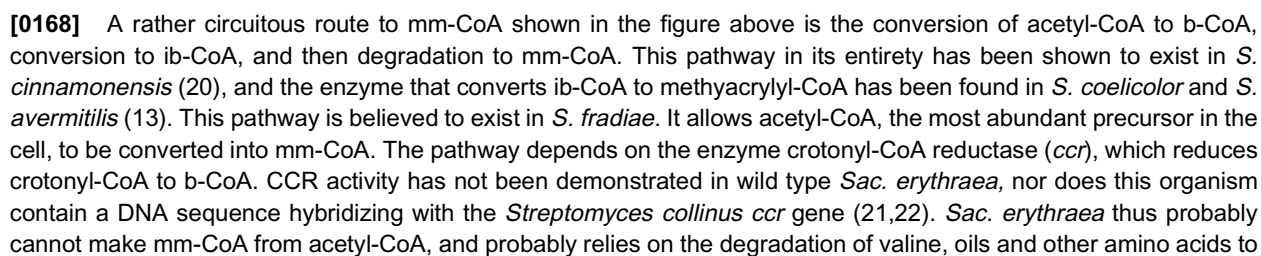 [0168] A rather circuitous route to mm-CoA shown in the figure above is the conversion of acetyl-CoA to b-CoA,
conversion to ib-CoA, and then degradation to mm-CoA. This pathway in its entirety has been shown to exist in S.
cinnamonensis (20), and the enzyme that converts ib-CoA to methyacrylyl-CoA has been found in S. coelicolor and S.
avermitilis (13). This pathway is believed to exist in S. fradiae. It allows acetyl-CoA, the most abundant precursor in the
cell, to be converted into mm-CoA. The pathway depends on the enzyme crotonyl-CoA reductase (ccr), which reduces
crotonyl-CoA to b-CoA. CCR activity has not been demonstrated in wild type Sac. erythraea, nor does this organism
contain a DNA sequence hybridizing with the Streptomyces collinus ccr gene (21,22). Sac. erythraea thus probably
cannot make mm-CoA from acetyl-CoA, and probably relies on the degradation of valine, oils and other amino acids to